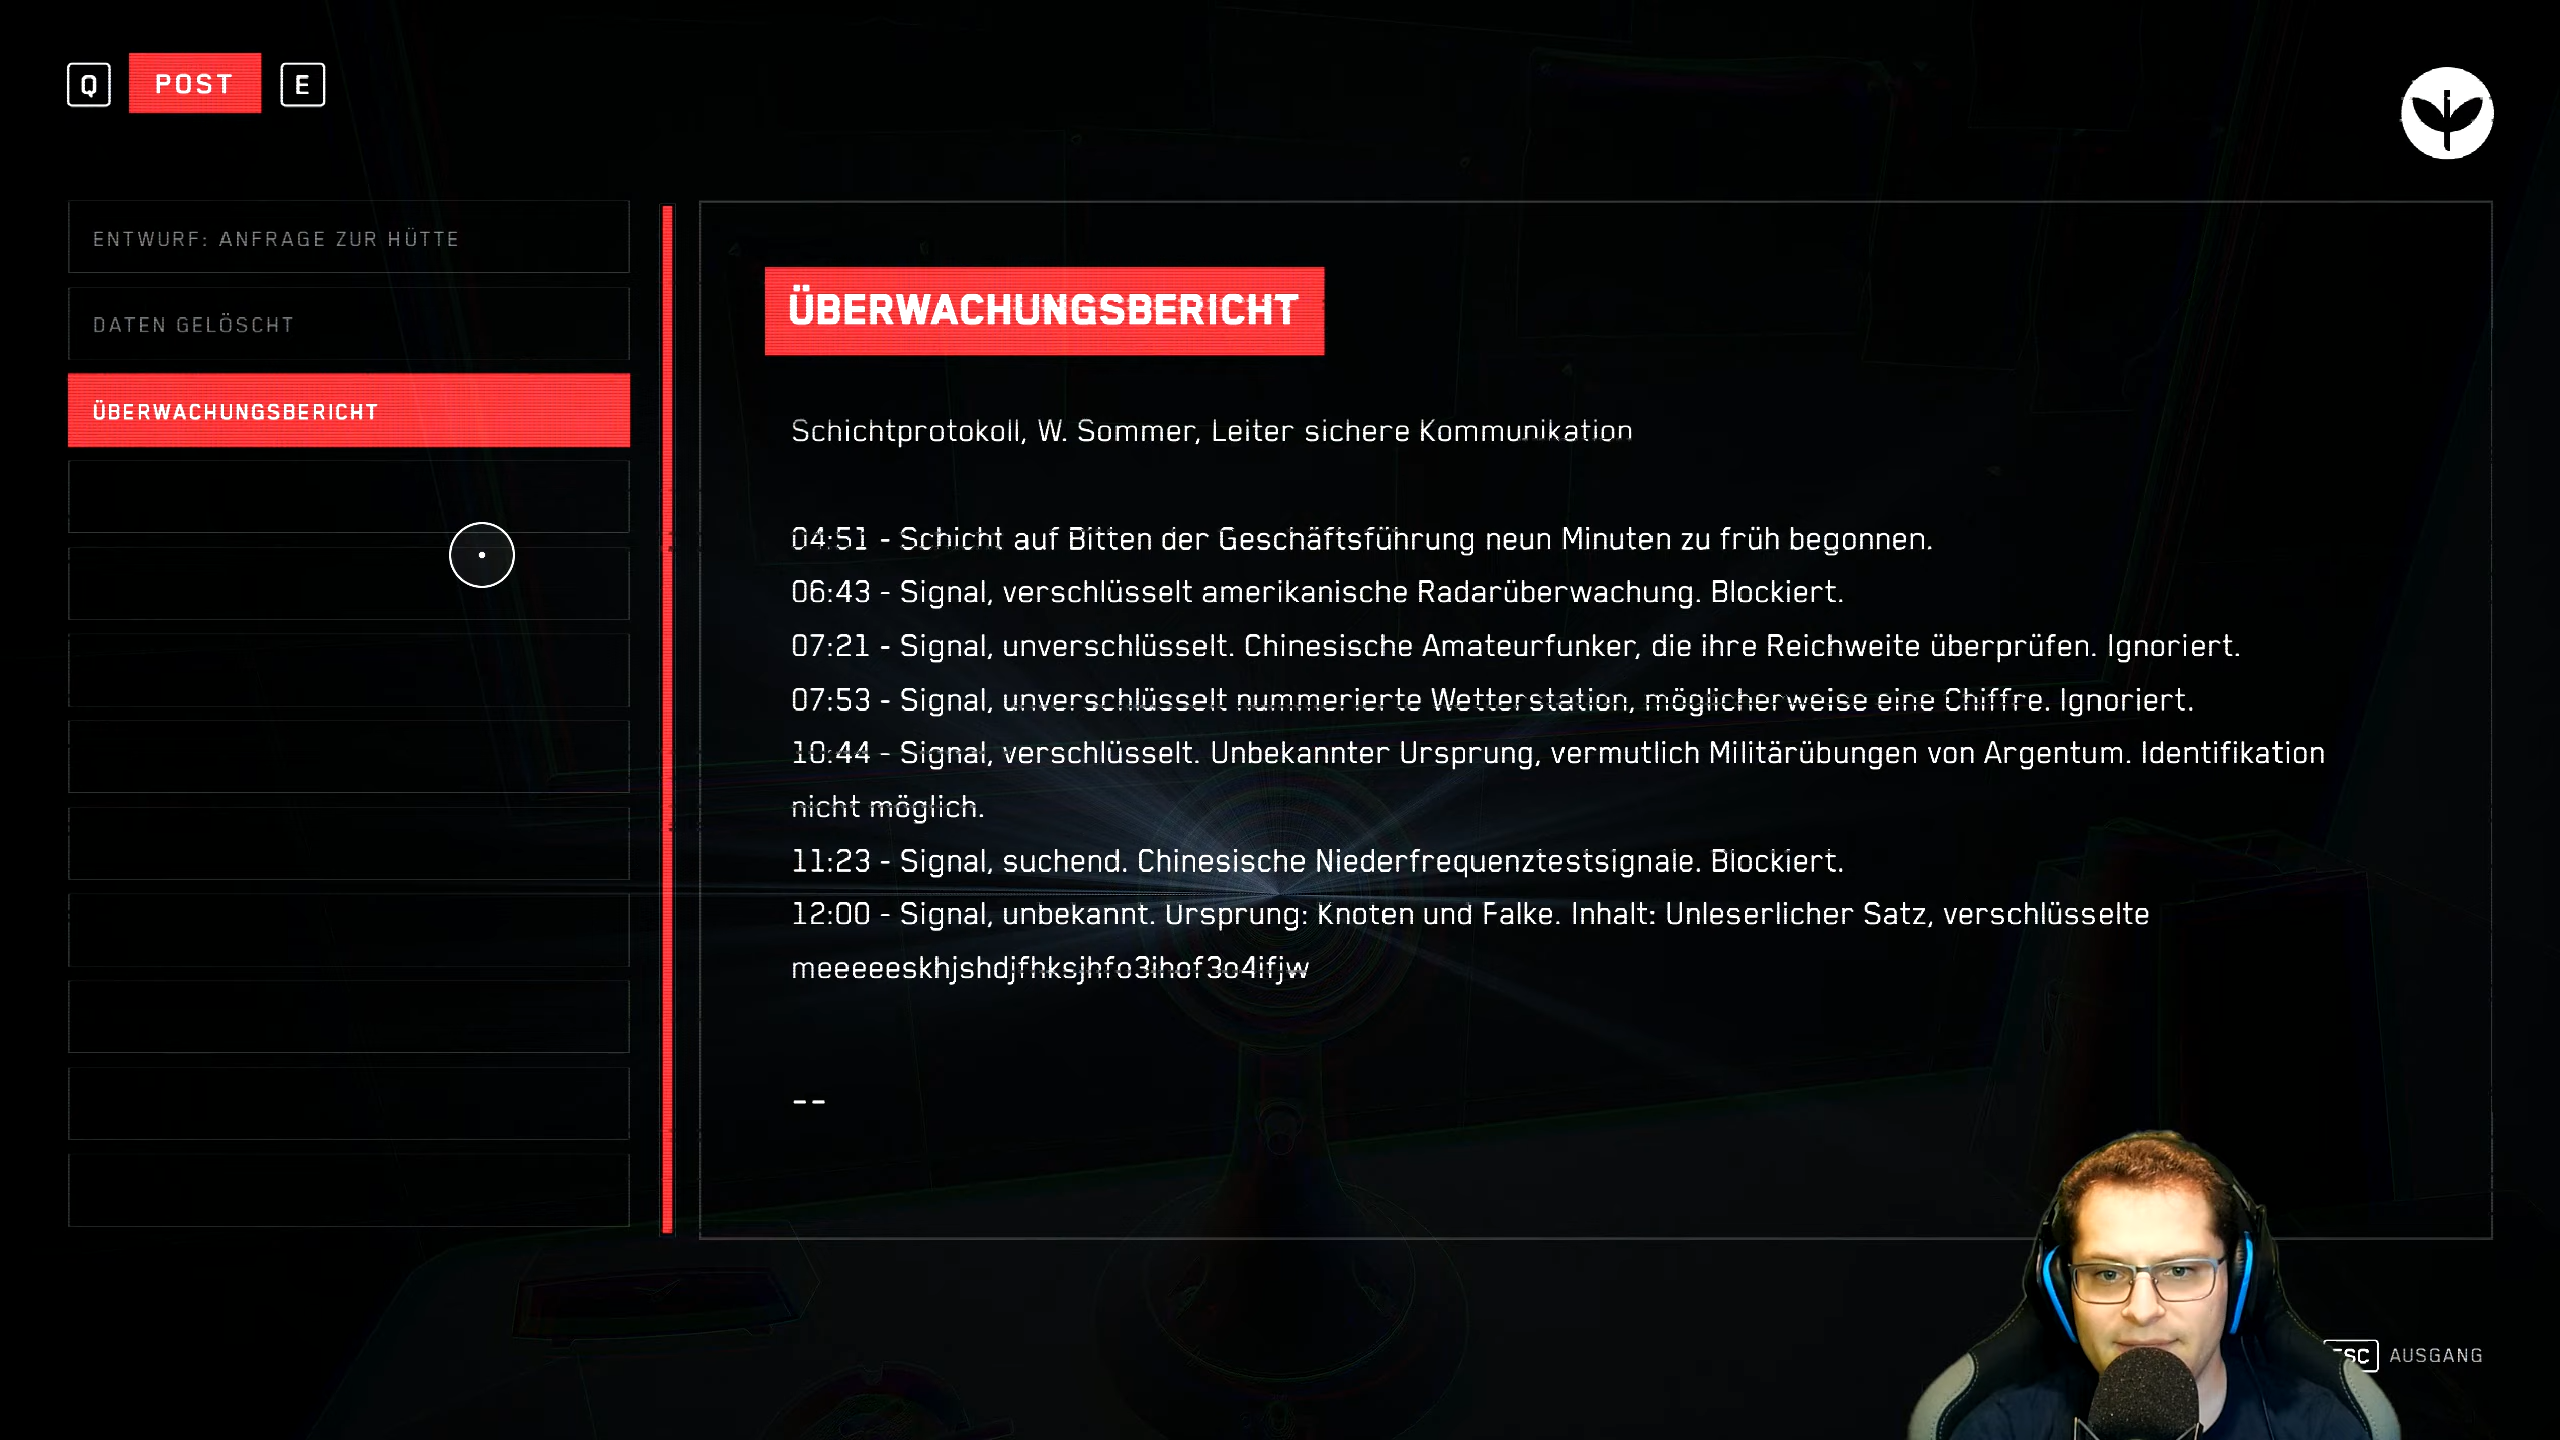 Q POST E
ENTWURF: ANFRAGE ZUR HÜTTE
DATEN GELÖSCHT
ÜBERWACHUNGSBERICHT
ÜBERWACHUNGSBERICHT
Schichtprotokoll, W. Sommer, Leiter sichere Kommunikation
04:51 - Schicht auf Bitten der Geschäftsführung neun Minuten zu früh begonnen.
06:43 - Signal, verschlüsselt amerikanische Radarüberwachung. Blockiert.
07:21 - Signal, unverschlüsselt. Chinesische Amateurfunker, die ihre Reichweite überprüfen. Ignoriert.
07:53 - Signal, unverschlüsselt nummerierte Wetterstation, möglicherweise eine Chiffre. Ignoriert.
10:44 - Signal, verschlüsselt. Unbekannter Ursprung, vermutlich Militärübungen von Argentum. Identifikation
nicht möglich.
11:23 - Signal, suchend. Chinesische Niederfrequenztestsignale. Blockiert.
12:00 - Signal, unbekannt. Ursprung: Knoten und Falke. Inhalt: Unleserlicher Satz, verschlüsselte
meeeeeskhjshdjfhksjhfo3ihof3o4ifjw
--
ESC AUSGANG